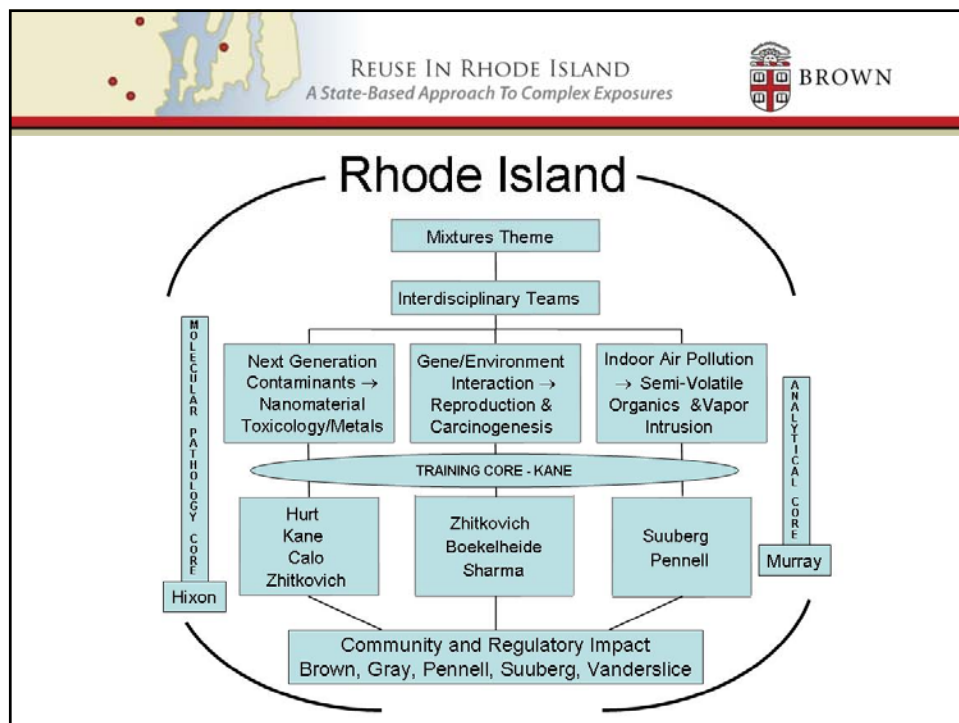 REUSE IN RHODE ISLAND
A State-Based Approach To Complex Exposures
BROWN
Rhode Island
Mixtures Theme
Interdisciplinary Teams
Next Generation
Contaminants →
Nanomaterial
Toxicology/Metals
Gene/Environment
Interaction →
Reproduction &
Carcinogenesis
Indoor Air Pollution
→ Semi-Volatile
Organics &Vapor
Intrusion
TRAINING CORE - KANE
Hurt
Kane
Calo
Zhitkovich
Zhitkovich
Boekelheide
Sharma
Suuberg
Pennell
MOLECULAR PATHOLOGY CORE
Hixon
ANALYTICAL CORE
Murray
Community and Regulatory Impact
Brown, Gray, Pennell, Suuberg, Vanderslice